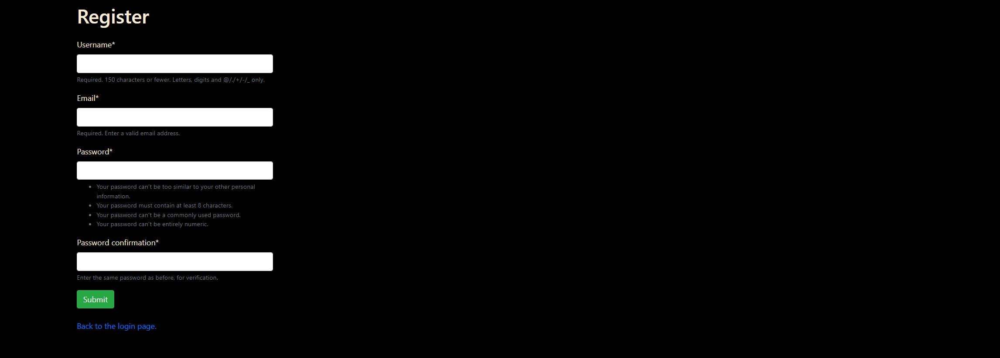 Register
Username*
Required. 150 characters or fewer. Letters, digits and @/./+/-/_ only.
Email*
Required. Enter a valid email address.
Password*
• Your password can't be too similar to your other personal
information.
• Your password must contain at least 8 characters.
• Your password can't be a commonly used password.
• Your password can't be entirely numeric.
Password confirmation*
Enter the same password as before, for verification.
Submit
Back to the login page.